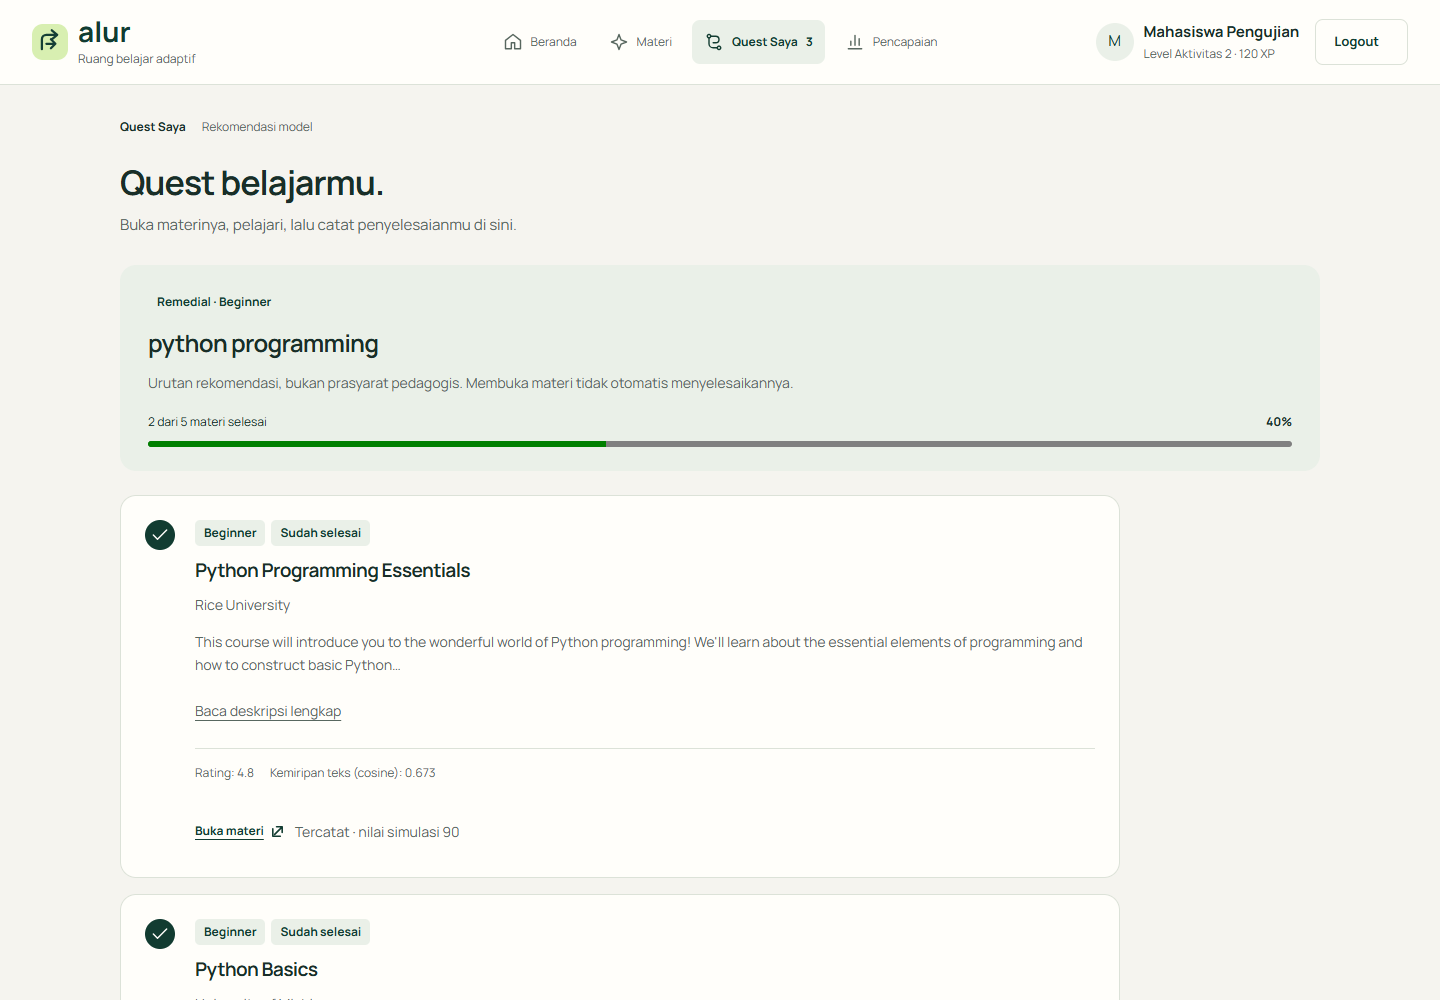 alur
Ruang belajar adaptif
Beranda
Materi
Quest Saya 3
Pencapaian
M
Mahasiswa Pengujian
Level Aktivitas 2 · 120 XP
Logout
Quest Saya Rekomendasi model
Quest belajarmu.
Buka materinya, pelajari, lalu catat penyelesaianmu di sini.
Remedial · Beginner
python programming
Urutan rekomendasi, bukan prasyarat pedagogis. Membuka materi tidak otomatis menyelesaikannya.
2 dari 5 materi selesai 40%
Beginner Sudah selesai
Python Programming Essentials
Rice University
This course will introduce you to the wonderful world of Python programming! We'll learn about the essential elements of programming and
how to construct basic Python…
Baca deskripsi lengkap
Rating: 4.8 Kemiripan teks (cosine): 0.673
Buka materi Tercatat · nilai simulasi 90
Beginner Sudah selesai
Python Basics